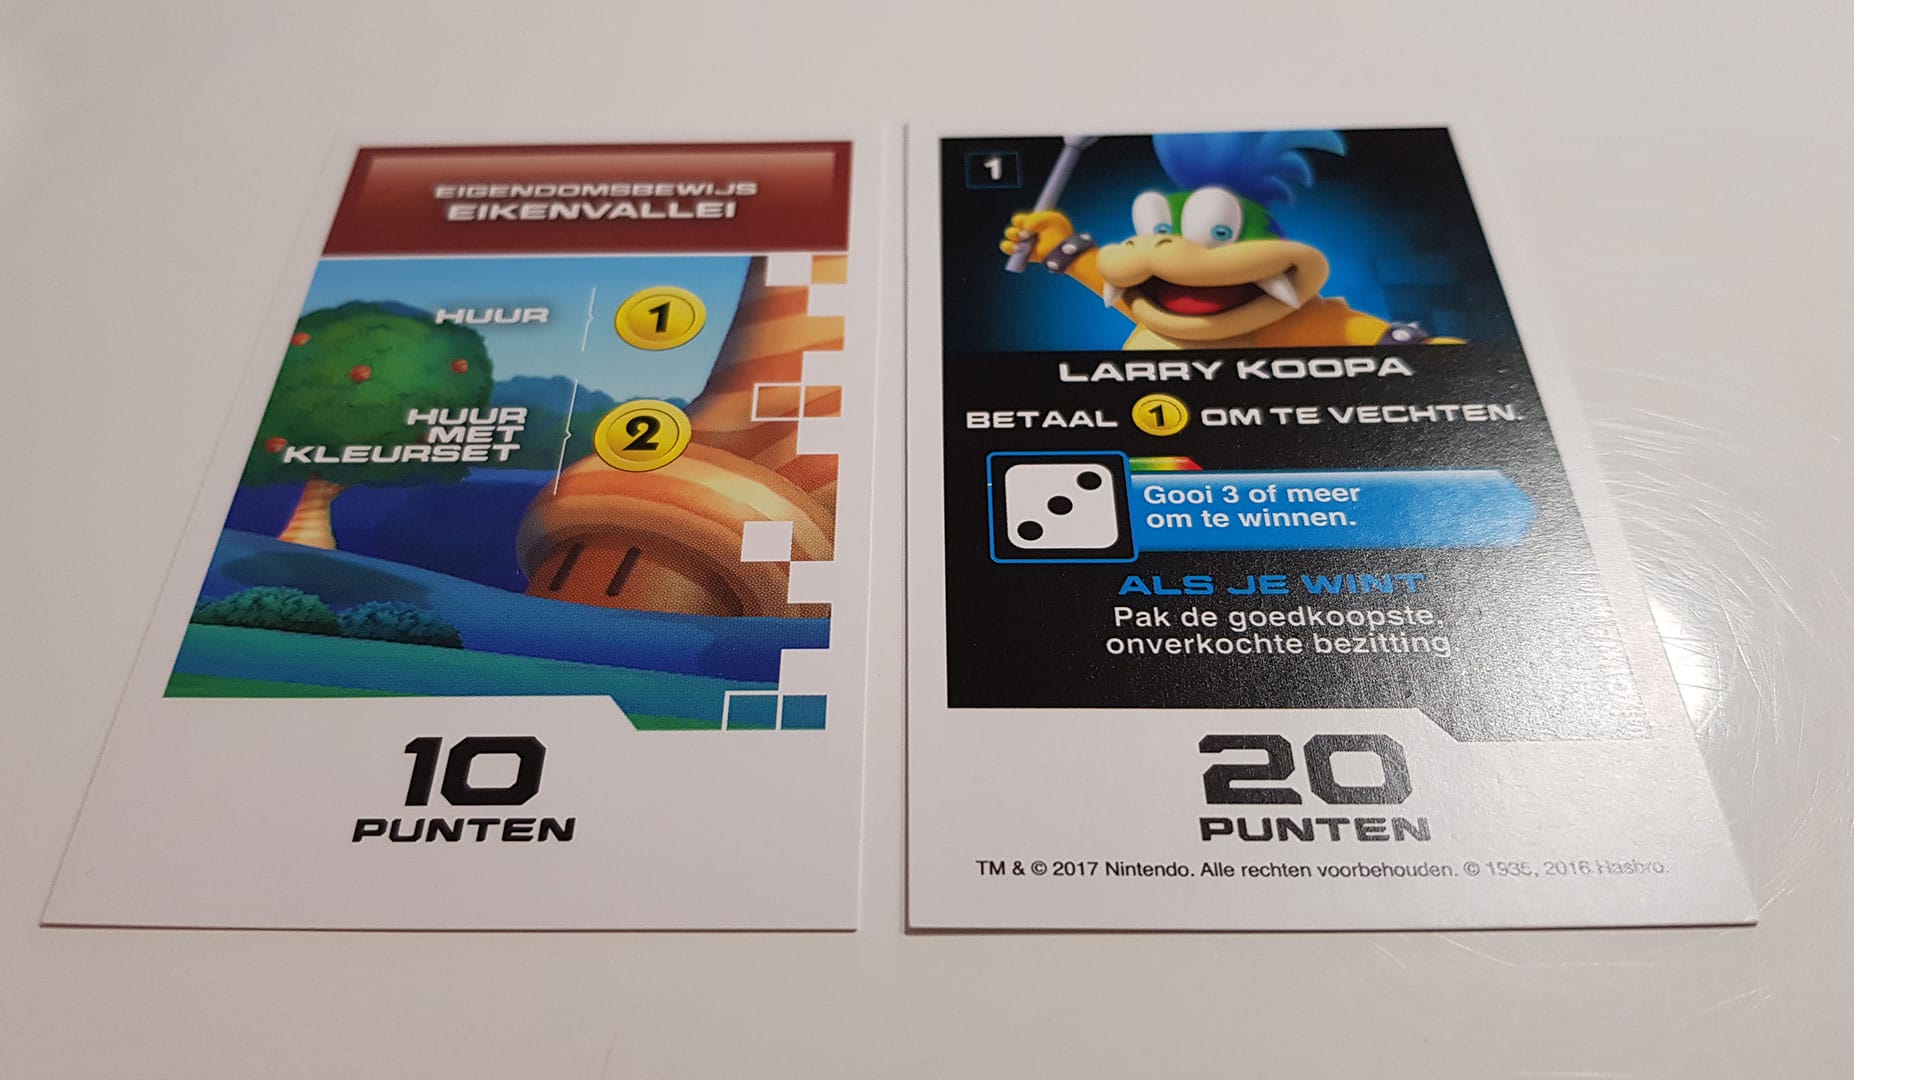 EIGENDOMSBEWIJS
EIKENVALLEI
HUUR
1
HUUR
MET
KLEURSET
2
10
PUNTEN
1
LARRY KOOPA
BETAAL 1 OM TE VECHTEN.
Gooi 3 of meer
om te winnen.
ALS JE WINT
Pak de goedkoopste,
onverkochte bezitting.
20
PUNTEN
TM & © 2017 Nintendo. Alle rechten voorbehouden. © 1935, 2016 Hasbro.